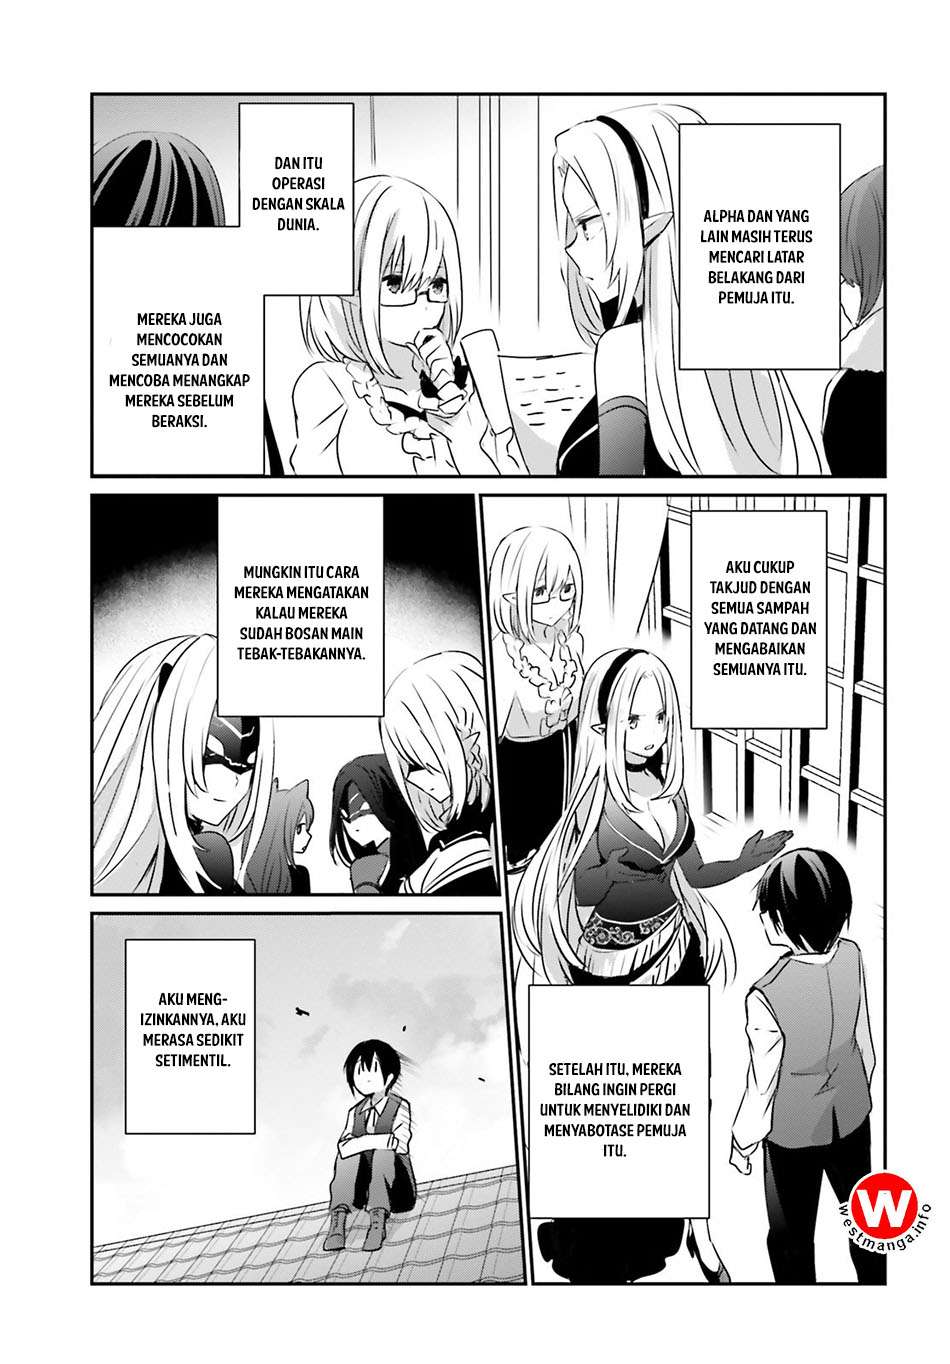 ALPHA DAN YANG
LAIN MASIH TERUS
MENCARI LATAR
BELAKANG DARI
PEMUJA ITU.
DAN ITU
OPERASI
DENGAN SKALA
DUNIA.
MEREKA JUGA
MENCOCOKAN
SEMUANYA DAN
MENCOBA MENANGKAP
MEREKA SEBELUM
BERAKSI.
AKU CUKUP
TAKJUD DENGAN
SEMUA SAMPAH
YANG DATANG DAN
MENGABAIKAN
SEMUANYA ITU.
SETELAH ITU, MEREKA
BILANG INGIN PERGI
UNTUK MENYELIDIKI DAN
MENYABOTASE PEMUJA
ITU.
MUNGKIN ITU CARA
MEREKA MENGATAKAN
KALAU MEREKA
SUDAH BOSAN MAIN
TEBAK-TEBAKANNYA.
AKU MENG-
IZINKANNYA, AKU
MERASA SEDIKIT
SETIMENTIL.
W
westmanga.info